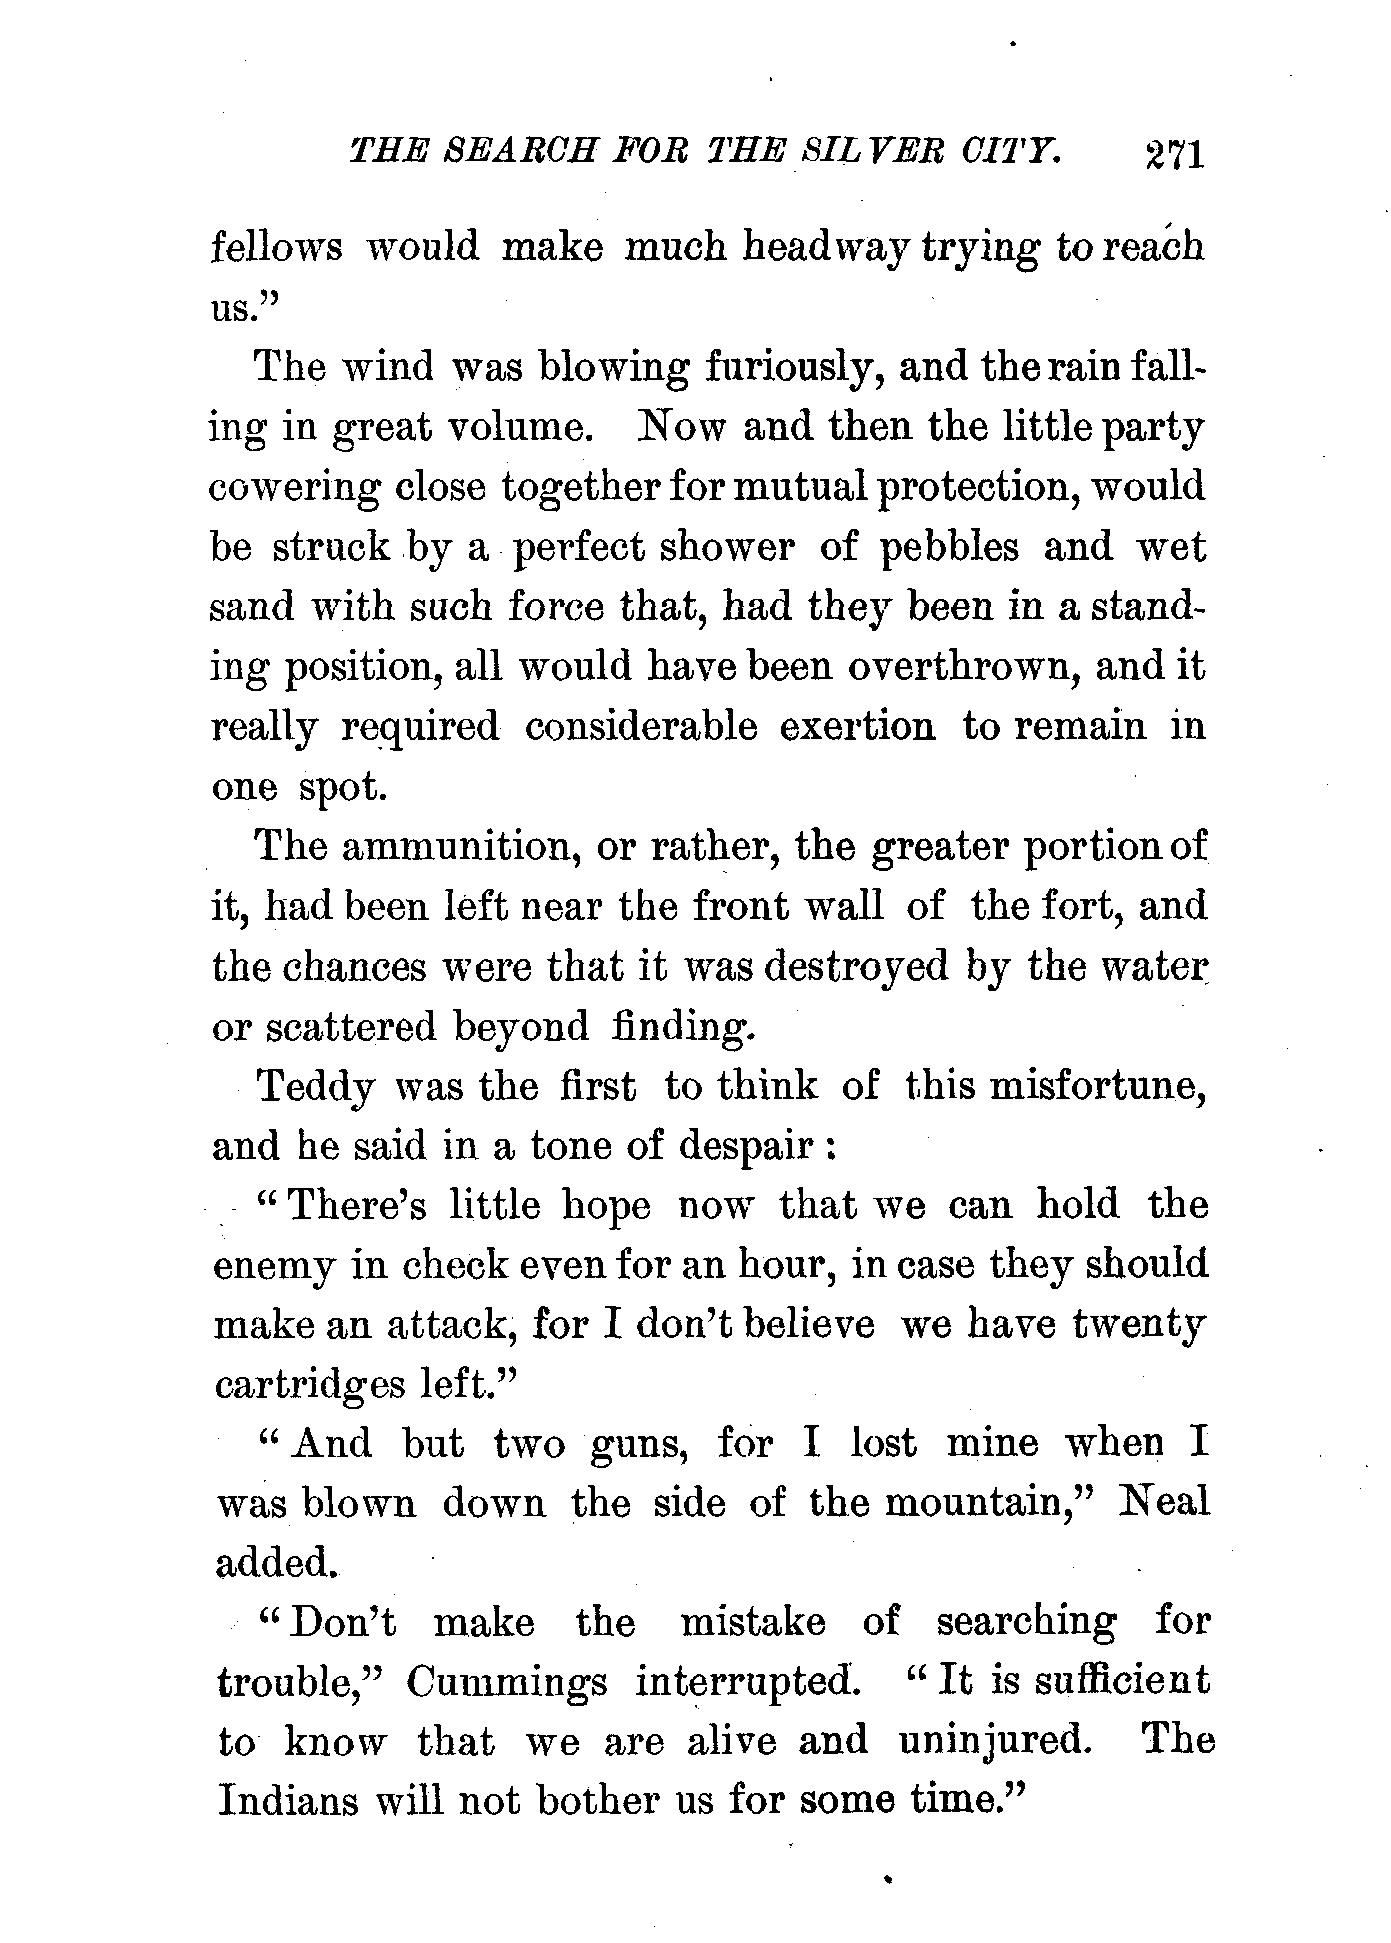 THE SEARCH FOR THE SILVER CITY. 271
fellows would make much headway trying to reach
us."
The wind was blowing furiously, and the rain fall-
ing in great volume. Now and then the little party
cowering close together for mutual protection, would
be struck by a perfect shower of pebbles and wet
sand with such force that, had they been in a stand-
ing position, all would have been overthrown, and it
really required considerable exertion to remain in
one spot.
The ammunition, or rather, the greater portion of
it, had been left near the front wall of the fort, and
the chances were that it was destroyed by the water
or scattered beyond finding.
Teddy was the first to think of this misfortune,
and he said in a tone of despair :
" There's little hope now that we can hold the
enemy in check even for an hour, in case they should
make an attack, for I don't believe we have twenty
cartridges left."
" And but two guns, for I lost mine when I
was blown down the side of the mountain," Neal
added.
" Don't make the mistake of searching for
trouble," Cummings interrupted. " It is sufficient
to know that we are alive and uninjured. The
Indians will not bother us for some time."